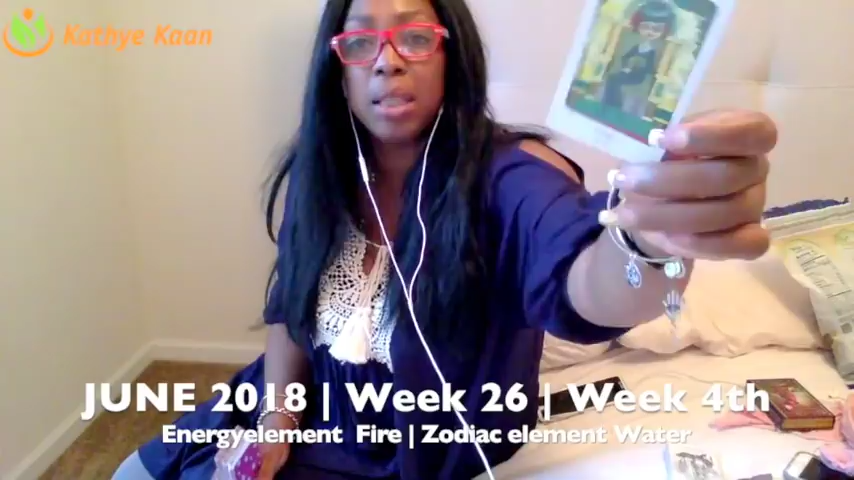 Kathye Kaan
JUNE 2018 | Week 26 | Week 4th
Energyelement Fire | Zodiac element Water